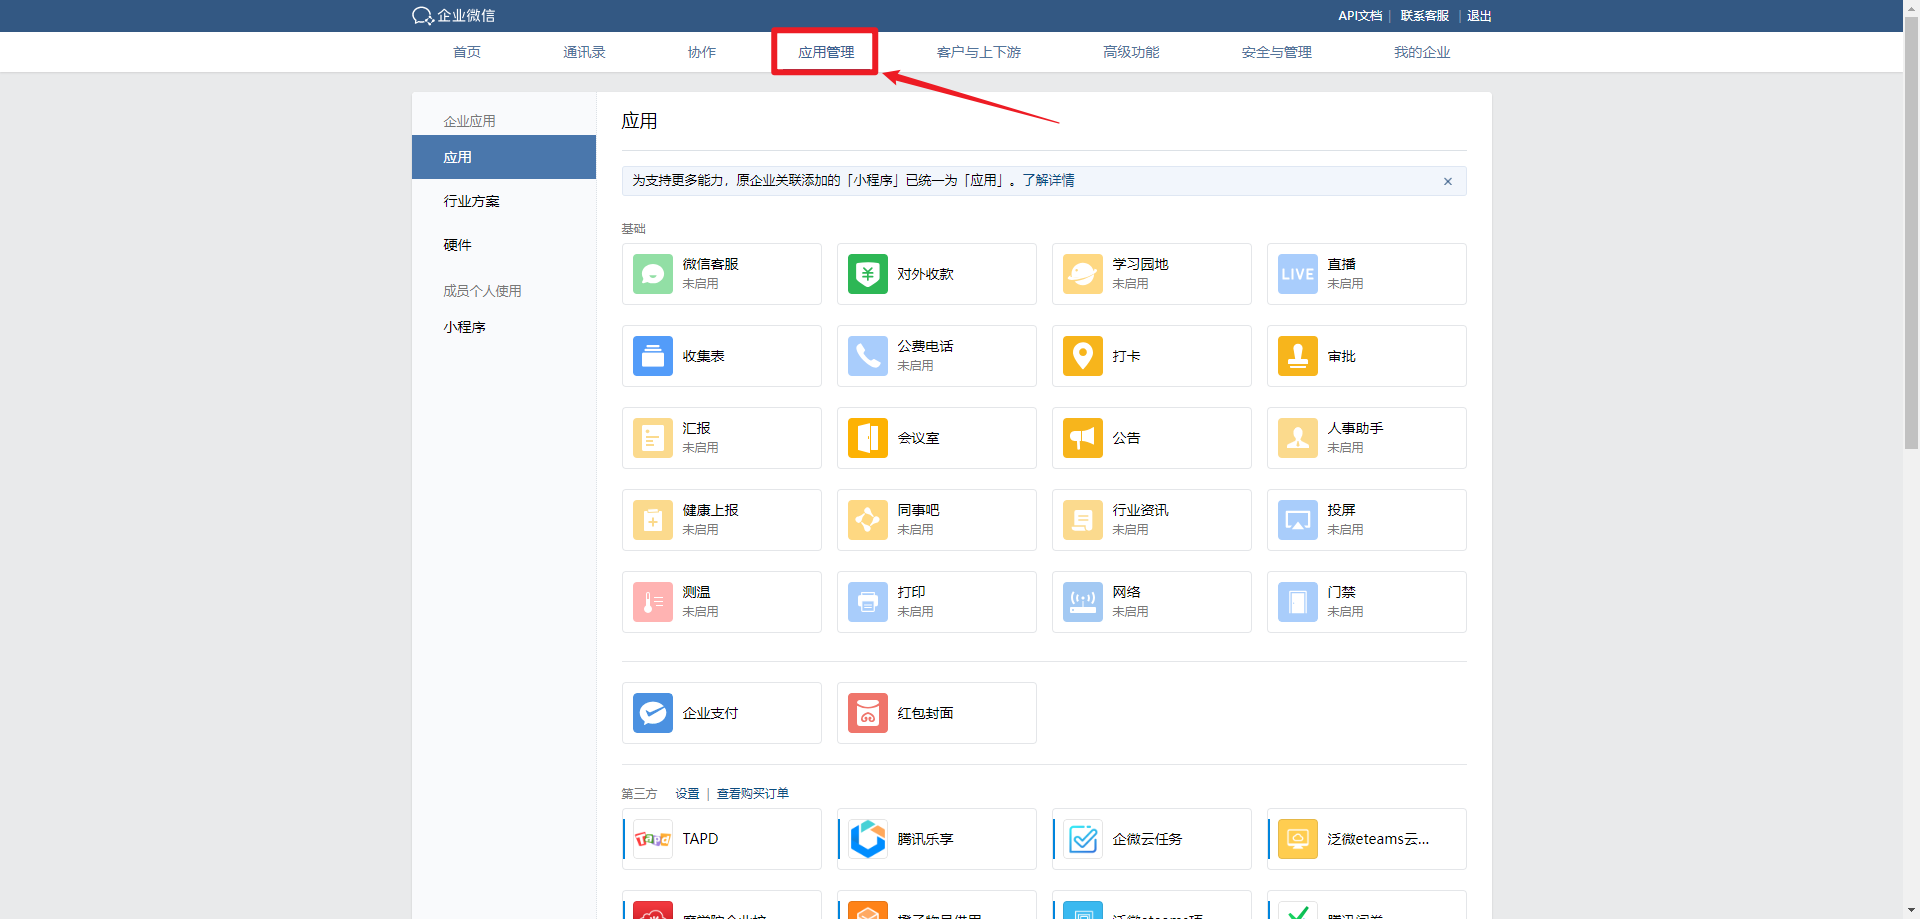 企业微信
API文档 | 联系客服 | 退出
首页 通讯录 协作 应用管理 客户与上下游 高级功能 安全与管理 我的企业
企业应用
应用
行业方案
硬件
成员个人使用
小程序
应用
为支持更多能力，原企业关联添加的「小程序」已统一为「应用」。了解详情
基础
微信客服
未启用
对外收款
学习园地
未启用
LIVE
直播
未启用
收集表
公费电话
未启用
打卡
审批
汇报
未启用
会议室
公告
人事助手
未启用
健康上报
未启用
同事吧
未启用
行业资讯
未启用
投屏
未启用
测温
未启用
打印
未启用
网络
未启用
门禁
未启用
企业支付
红包封面
第三方 设置 | 查看购买订单
Tapd
TAPD
腾讯乐享
企微云任务
泛微eteams云...